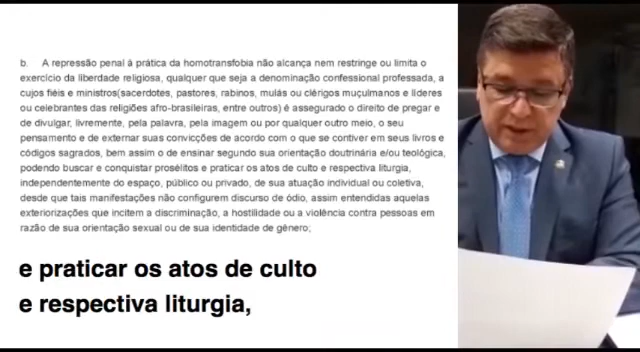 b. A repressão penal à prática da homotransfobia não alcança nem restringe ou limita o
exercício da liberdade religiosa, qualquer que seja a denominação confessional professada, a
cujos fiéis e ministros(sacerdotes, pastores, rabinos, mulás ou clérigos muçulmanos e líderes
ou celebrantes das religiões afro-brasileiras, entre outros) é assegurado o direito de pregar e
de divulgar, livremente, pela palavra, pela imagem ou por qualquer outro meio, o seu
pensamento e de externar suas convicções de acordo com o que se contiver em seus livros e
códigos sagrados, bem assim o de ensinar segundo sua orientação doutrinária e/ou teológica,
podendo buscar e conquistar prosélitos e praticar os atos de culto e respectiva liturgia,
independentemente do espaço, público ou privado, de sua atuação individual ou coletiva,
desde que tais manifestações não configurem discurso de ódio, assim entendidas aquelas
exteriorizações que incitem a discriminação, a hostilidade ou a violência contra pessoas em
razão de sua orientação sexual ou de sua identidade de gênero;
e praticar os atos de culto
e respectiva liturgia,